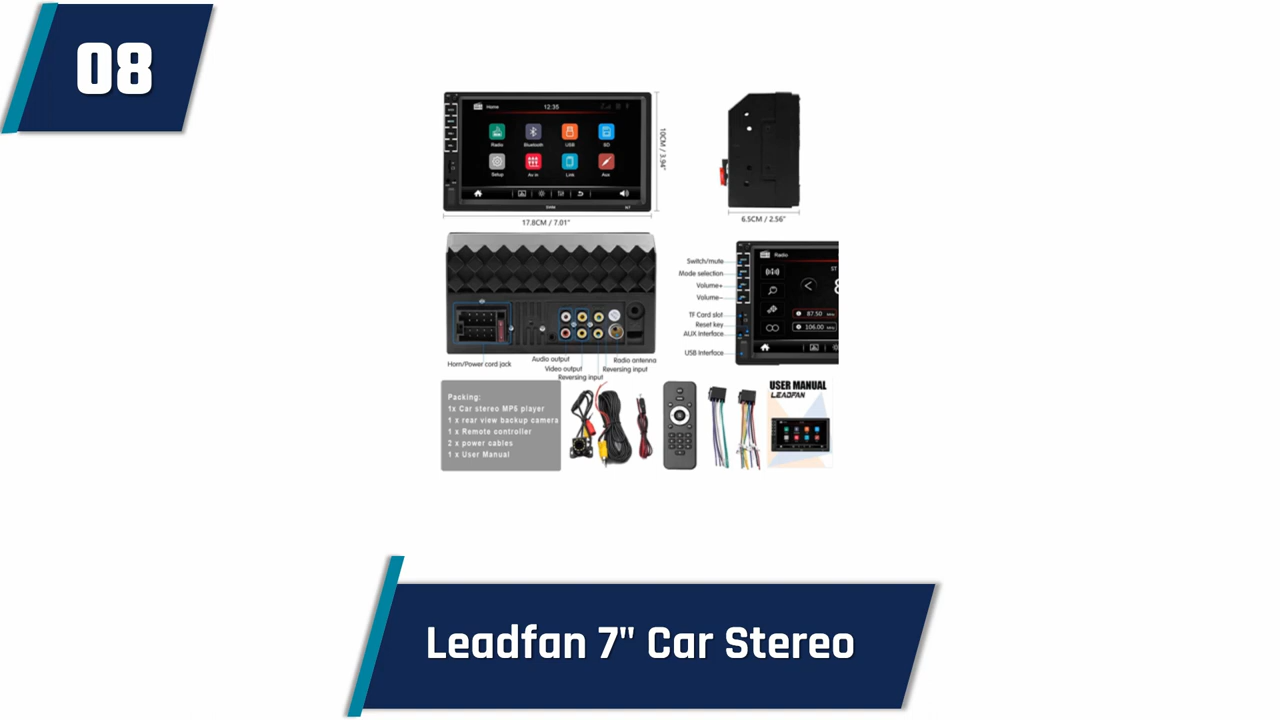 08
Home
12:35
Radio
Bluetooth
USB
SD
Setup
Av in
Link
Aux
10CM / 3.94"
17.8CM / 7.01"
6.5CM / 2.56"
Switch/mute
Mode selection
Volume+
Volume-
TF Card slot
Reset key
AUX Interface
USB Interface
Radio
ST
87.50
106.00
Horn/Power cord jack
Audio output
Video output
Reversing input
Radio antenna
Reversing input
Packing:
1x Car stereo MP5 player
1 x rear view backup camera
1 x Remote controller
2 x power cables
1 x User Manual
USER MANUAL
LEADFAN
Leadfan 7" Car Stereo